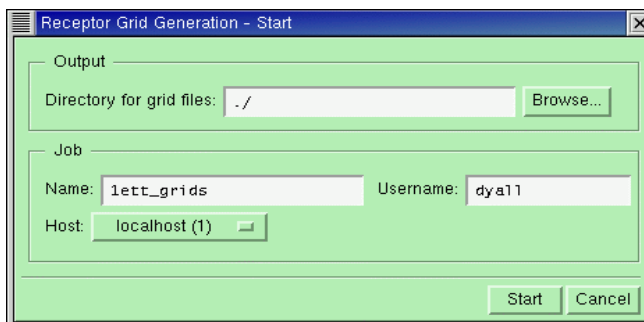 Receptor Grid Generation - Start
Output
Directory for grid files: ./ Browse...
Job
Name: 1ett_grids Username: dyall
Host: localhost (1)
Start Cancel